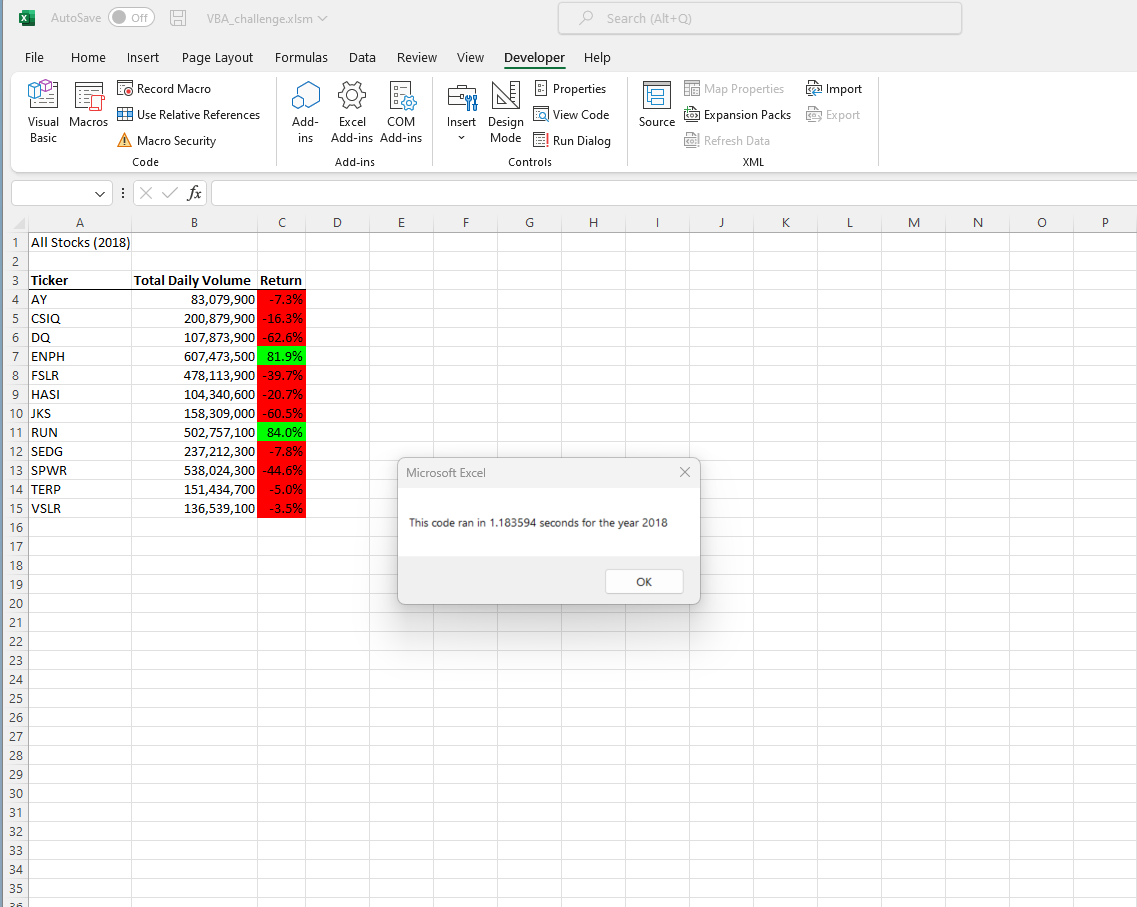 AutoSave Off VBA_challenge.xlsm Search (Alt+Q)
File Home Insert Page Layout Formulas Data Review View Developer Help
Visual Basic
Macros
Record Macro
Use Relative References
Macro Security
Code
Add-ins
Excel Add-ins
COM Add-ins
Add-ins
Insert
Design Mode
Properties
View Code
Run Dialog
Controls
Source
Map Properties
Expansion Packs
Refresh Data
Import
Export
XML
fx
A B C D E F G H I J K L M N O P
1 All Stocks (2018)
2
3 Ticker Total Daily Volume Return
4 AY 83,079,900 -7.3%
5 CSIQ 200,879,900 -16.3%
6 DQ 107,873,900 -62.6%
7 ENPH 607,473,500 81.9%
8 FSLR 478,113,900 -39.7%
9 HASI 104,340,600 -20.7%
10 JKS 158,309,000 -60.5%
11 RUN 502,757,100 84.0%
12 SEDG 237,212,300 -7.8%
13 SPWR 538,024,300 -44.6%
14 TERP 151,434,700 -5.0%
15 VSLR 136,539,100 -3.5%
16
17
18
19
20
21
22
23
24
25
26
27
28
29
30
31
32
33
34
35
36
Microsoft Excel
This code ran in 1.183594 seconds for the year 2018
OK